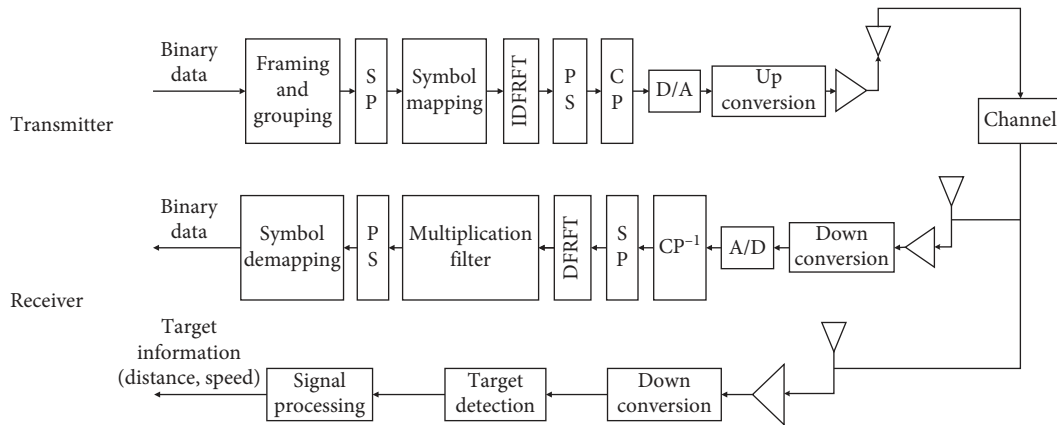 Transmitter
Binary
data
Framing
and
grouping
S
P
Symbol
mapping
IDFRFT
P
S
C
P
D/A
Up
conversion
Channel
Receiver
Binary
data
Symbol
demapping
P
S
Multiplication
filter
DFRFT
S
P
CP⁻¹
A/D
Down
conversion
Target
information
(distance, speed)
Signal
processing
Target
detection
Down
conversion